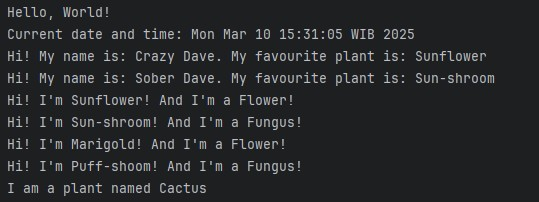 Hello, World!
Current date and time: Mon Mar 10 15:31:05 WIB 2025
Hi! My name is: Crazy Dave. My favourite plant is: Sunflower
Hi! My name is: Sober Dave. My favourite plant is: Sun-shroom
Hi! I'm Sunflower! And I'm a Flower!
Hi! I'm Sun-shroom! And I'm a Fungus!
Hi! I'm Marigold! And I'm a Flower!
Hi! I'm Puff-shoom! And I'm a Fungus!
I am a plant named Cactus